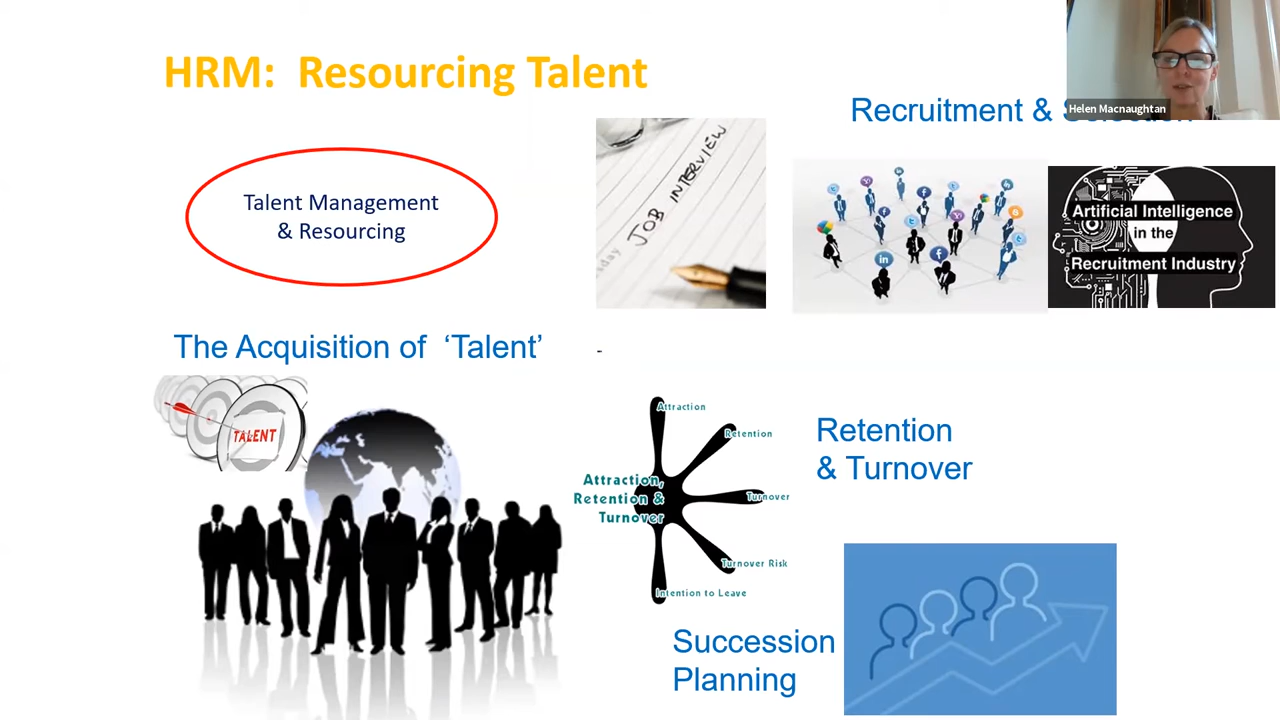 HRM: Resourcing Talent
Helen Macnaughtan
Recruitment &
Talent Management
& Resourcing
JOB INTERVIEW
Artificial Intelligence
in the
Recruitment Industry
The Acquisition of ‘Talent’
-
TALENT
Attraction
Retention
Attraction,
Retention &
Turnover
Turnover
Turnover Risk
Intention to Leave
Retention
& Turnover
Succession
Planning